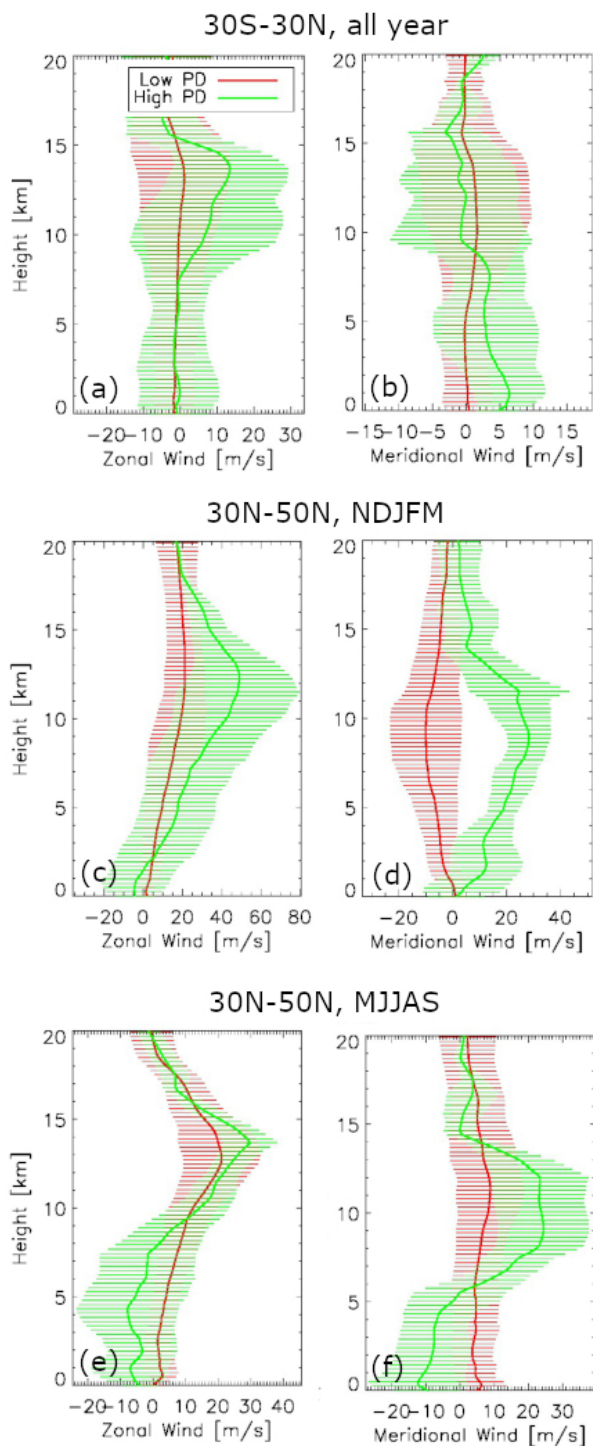 30S-30N, all year
20
15
10
5
0
Height [km]
Low PD
High PD
(a)
−20−10 0 10 20 30
Zonal Wind [m/s]
20
15
10
5
0
(b)
−15−10−5 0 5 10 15
Meridional Wind [m/s]
30N-50N, NDJFM
20
15
10
5
0
Height [km]
(c)
−20 0 20 40 60 80
Zonal Wind [m/s]
20
15
10
5
0
(d)
−20 0 20 40
Meridional Wind [m/s]
30N-50N, MJJAS
20
15
10
5
0
Height [km]
(e)
−20−10 0 10 20 30 40
Zonal Wind [m/s]
20
15
10
5
0
(f)
−20−10 0 10 20 30
Meridional Wind [m/s]